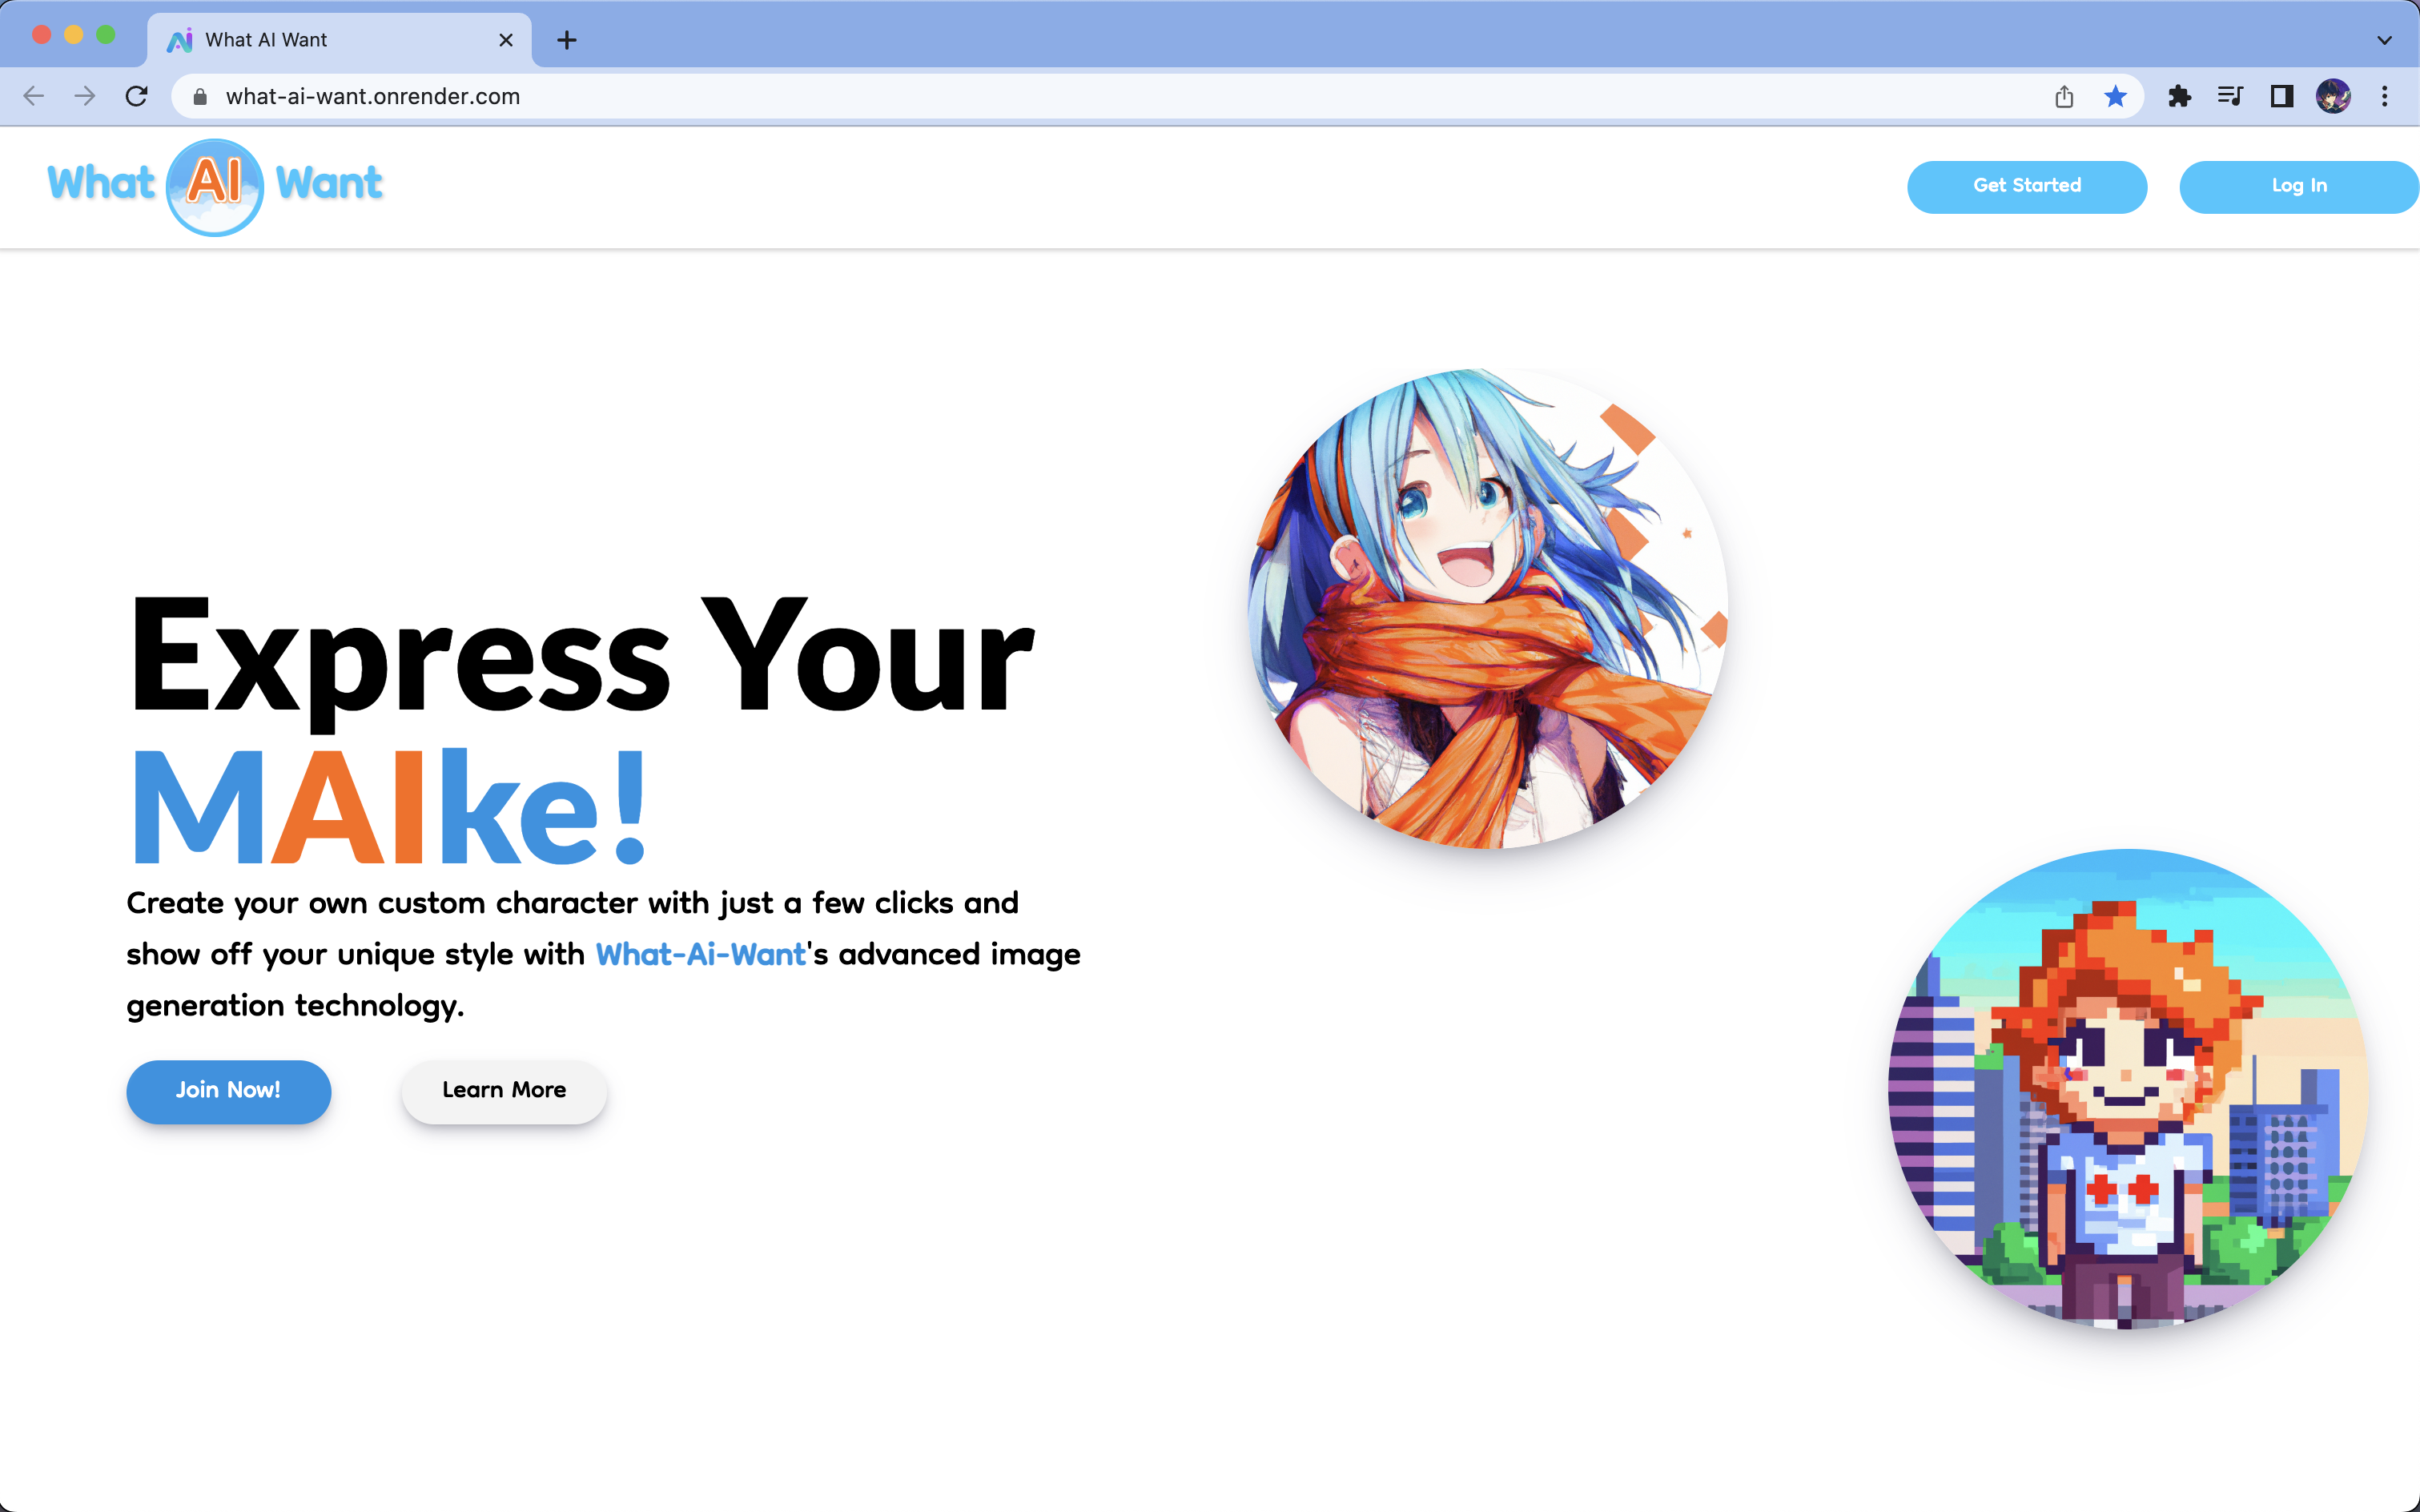 What AI Want
what-ai-want.onrender.com
What AI Want
Get Started
Log In
Express Your
MAIke!
Create your own custom character with just a few clicks and
show off your unique style with What-Ai-Want's advanced image
generation technology.
Join Now!
Learn More